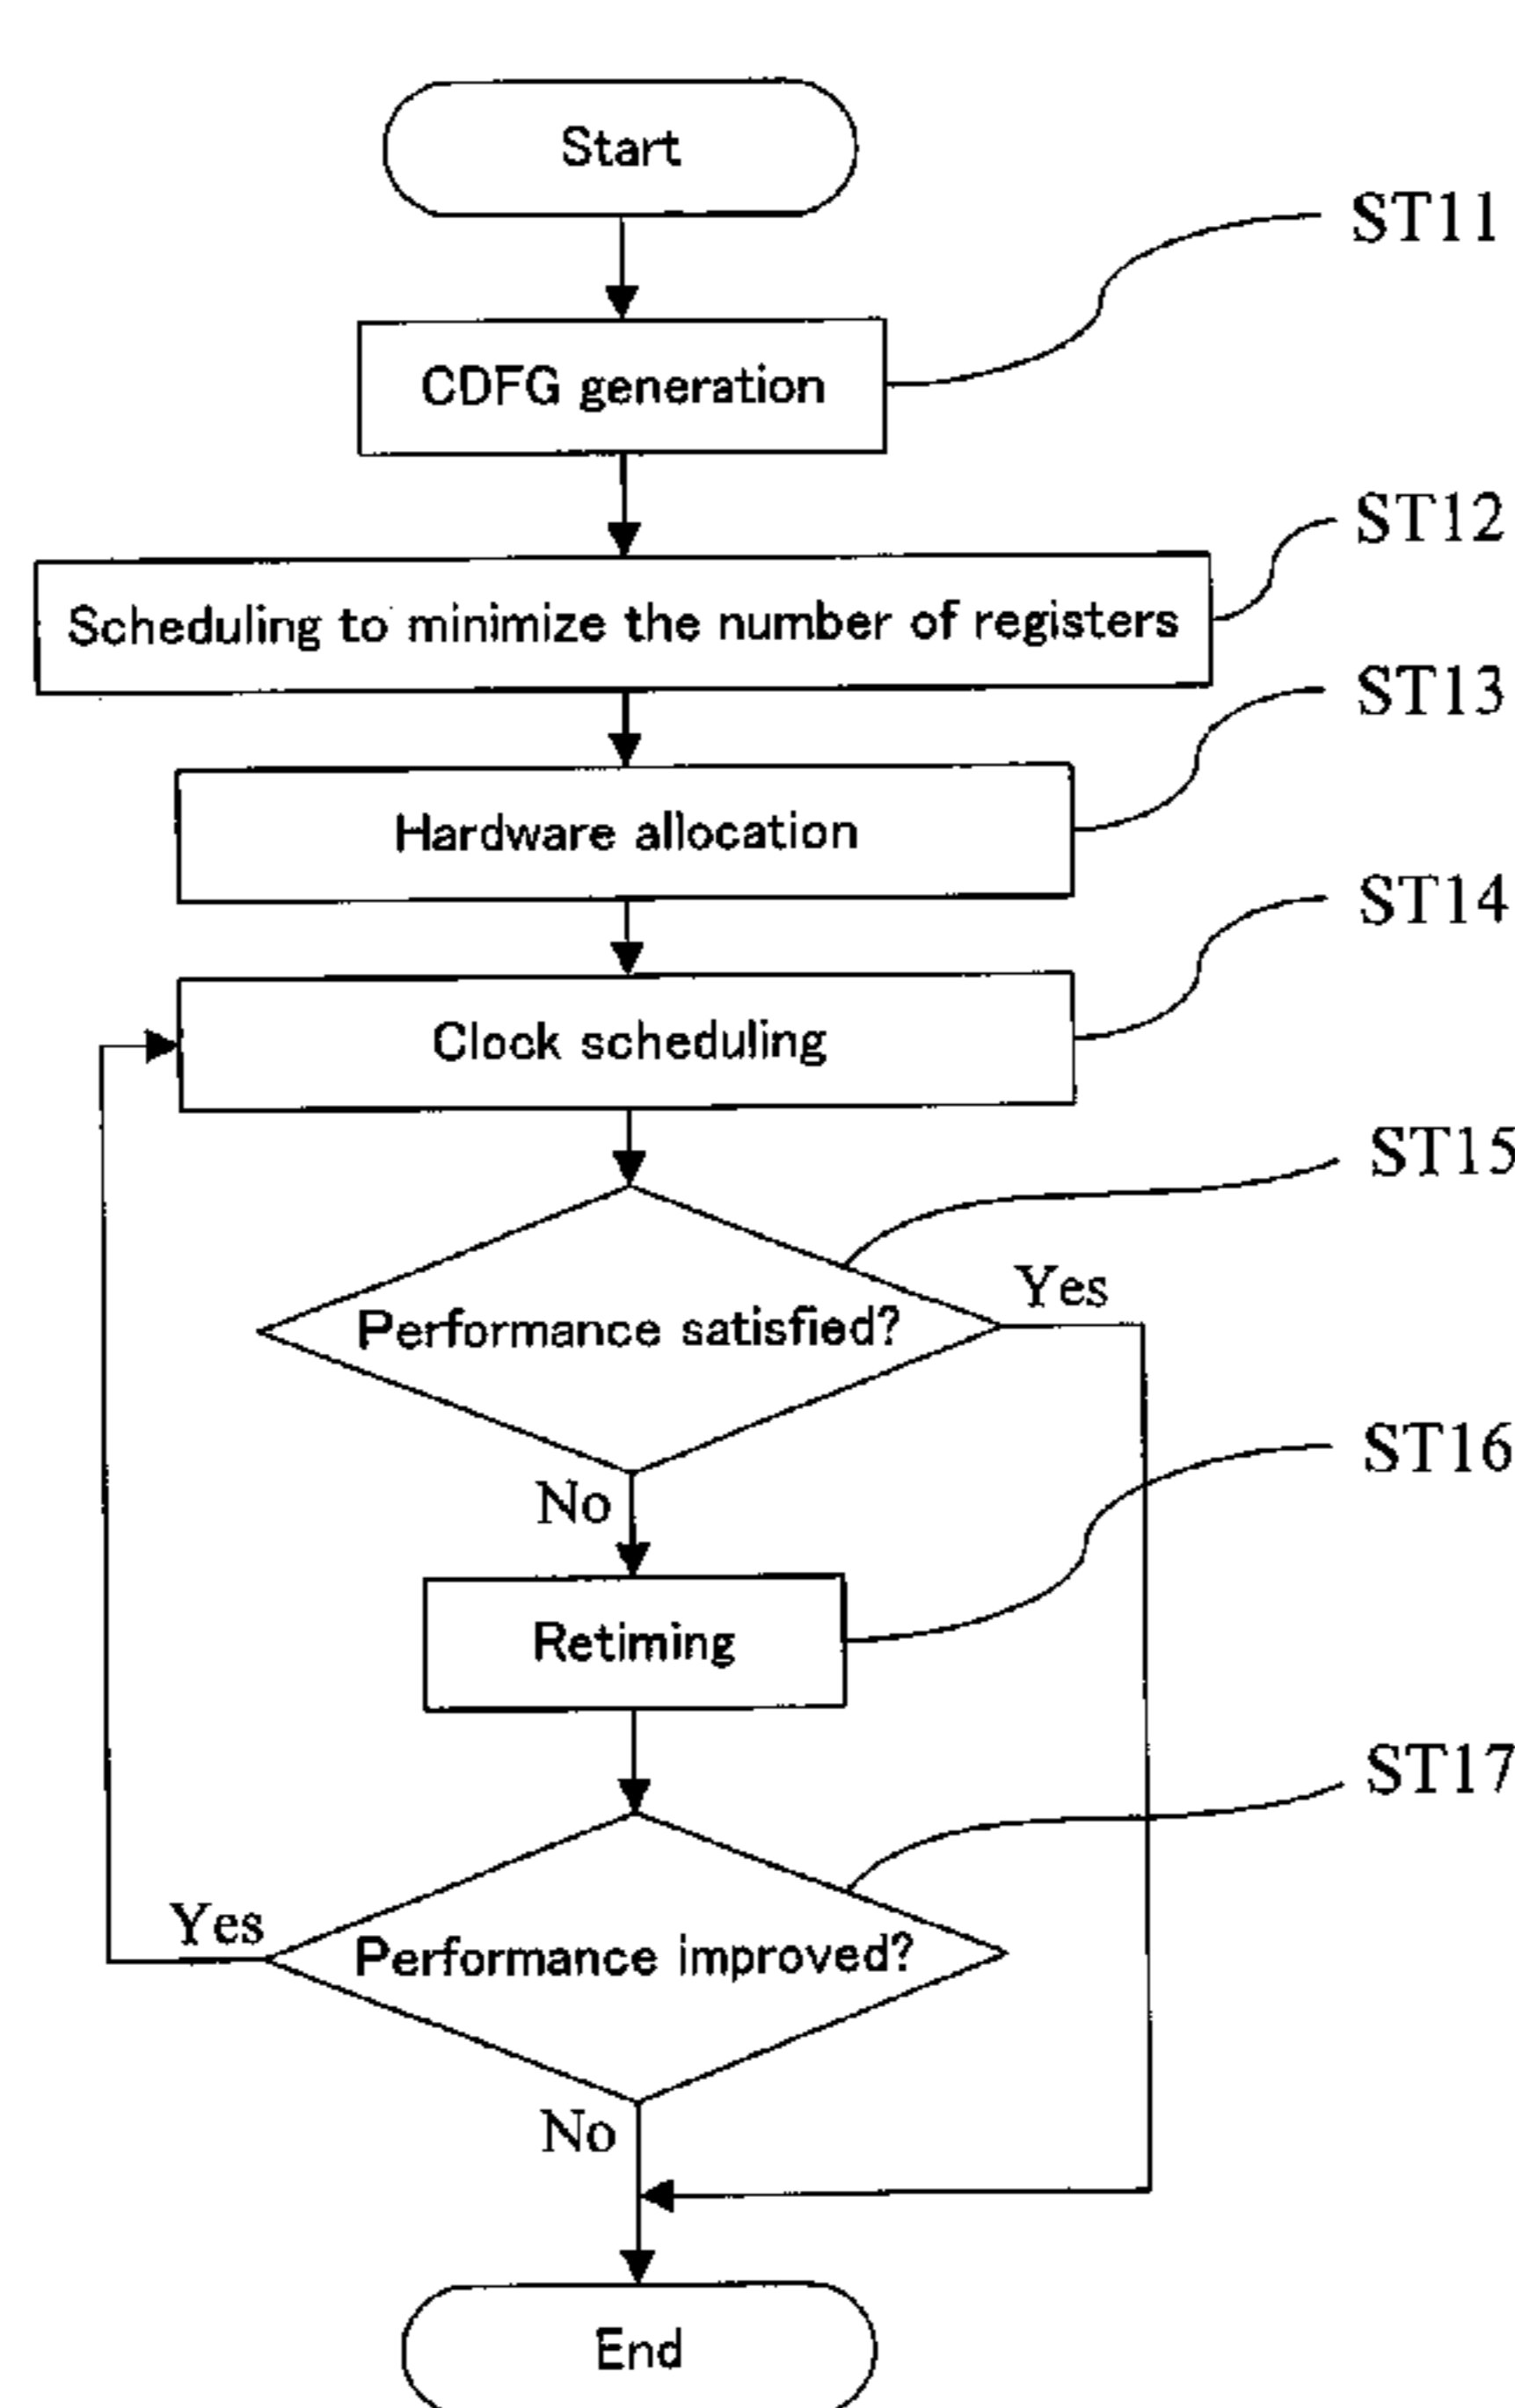 Start
ST11
CDFG generation
ST12
Scheduling to minimize the number of registers
ST13
Hardware allocation
ST14
Clock scheduling
ST15
Performance satisfied?
Yes
No
ST16
Retiming
ST17
Performance improved?
Yes
No
End